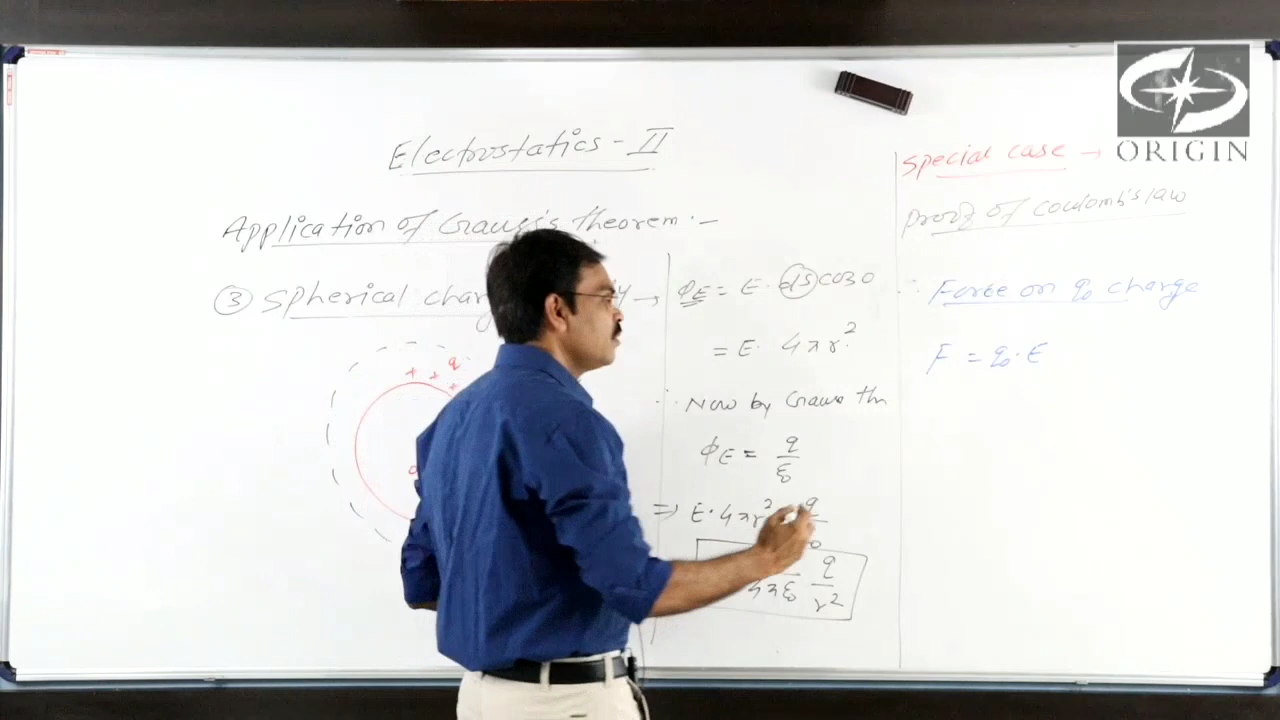 ORIGIN
Electrostatics - II
Application of Gauss's theorem :-
③ Spherical
+ + q
+
ΦE = E. ds cos 0
= E. 4πr²
∴ Now by Gauss th
ΦE = q/ε0
⇒ E. 4πr² q/
4πε0 q/r²
Special case →
Proof of Coulomb's law
∴ Force on q0 charge
F = q0. E